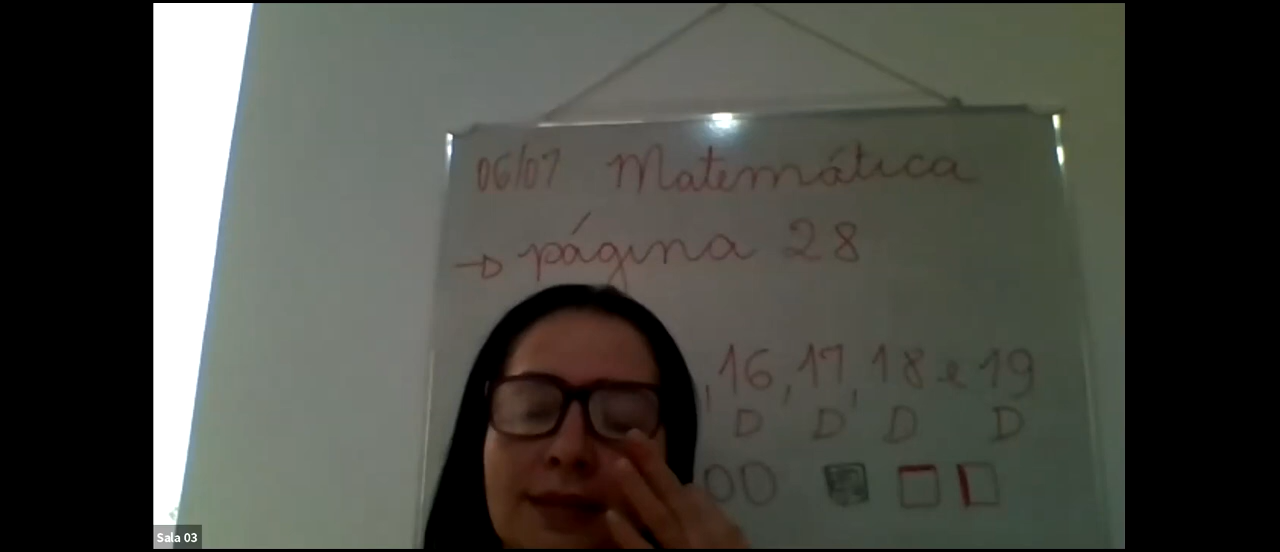 06/07 Matemática
→ página 28
, 16, 17, 18 e 19
D D D D
Sala 03